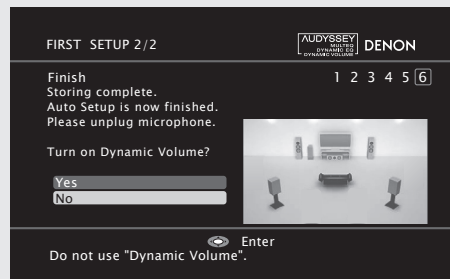 FIRST SETUP 2/2
AUDYSSEY
MULTEQ
DYNAMIC EQ
DYNAMIC VOLUME
DENON
Finish
1 2 3 4 5 6
Storing complete.
Auto Setup is now finished.
Please unplug microphone.
Turn on Dynamic Volume?
Yes
No
Enter
Do not use "Dynamic Volume".